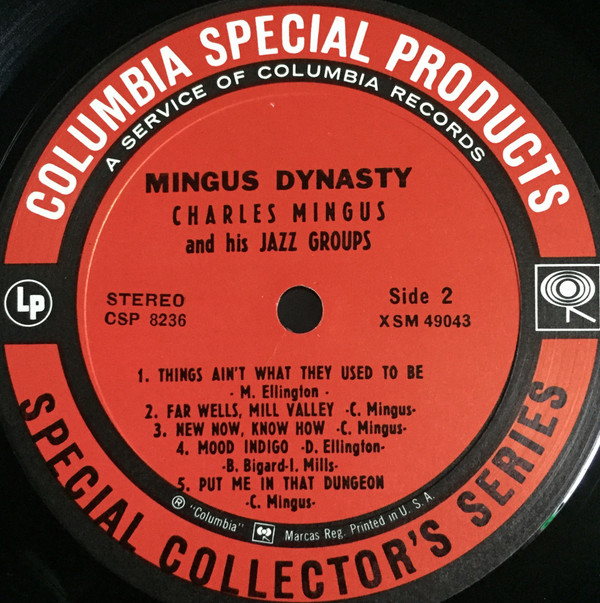 COLUMBIA SPECIAL PRODUCTS
A SERVICE OF COLUMBIA RECORDS
MINGUS DYNASTY
CHARLES MINGUS
and his JAZZ GROUPS
Lp
STEREO
CSP 8236
Side 2
XSM 49043
1. THINGS AIN'T WHAT THEY USED TO BE
- M. Ellington -
2. FAR WELLS, MILL VALLEY -C. Mingus-
3. NEW NOW, KNOW HOW -C. Mingus-
4. MOOD INDIGO -D. Ellington-
-B. Bigard-I. Mills-
5. PUT ME IN THAT DUNGEON
-C. Mingus-
® "Columbia" Marcas Reg. Printed in U. S. A.
SPECIAL COLLECTOR'S SERIES